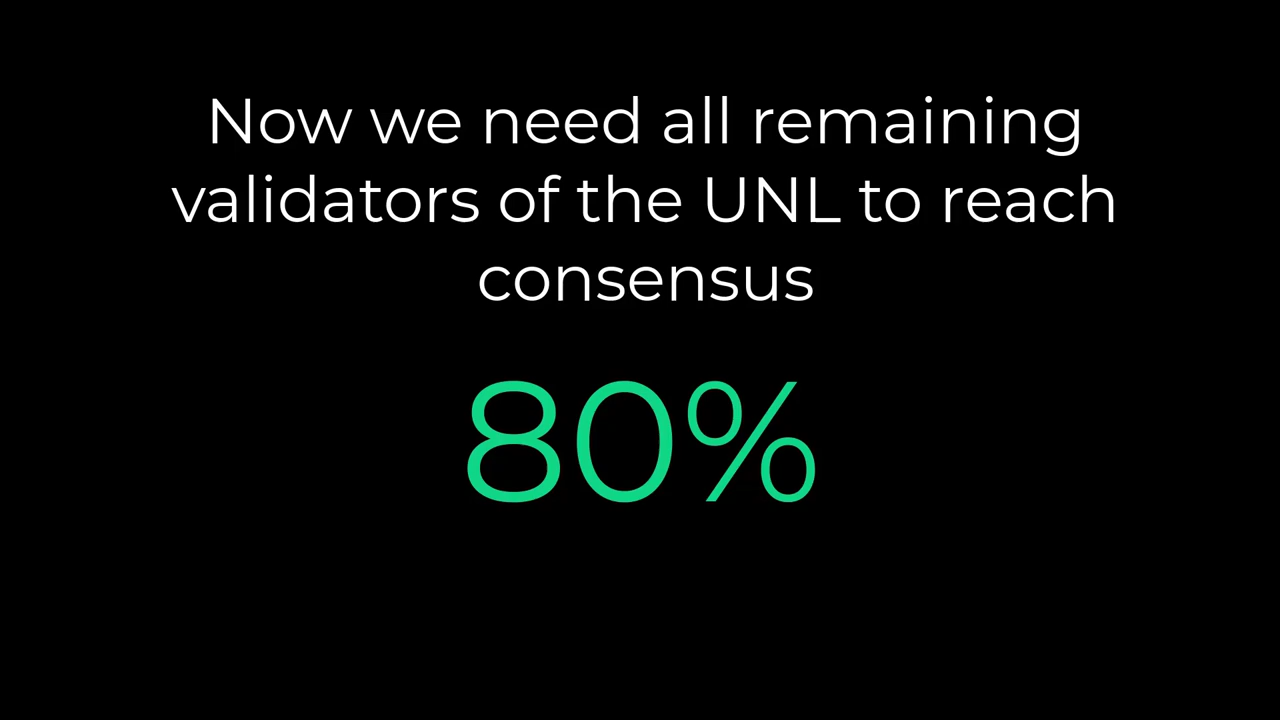 Now we need all remaining
validators of the UNL to reach
consensus
80%